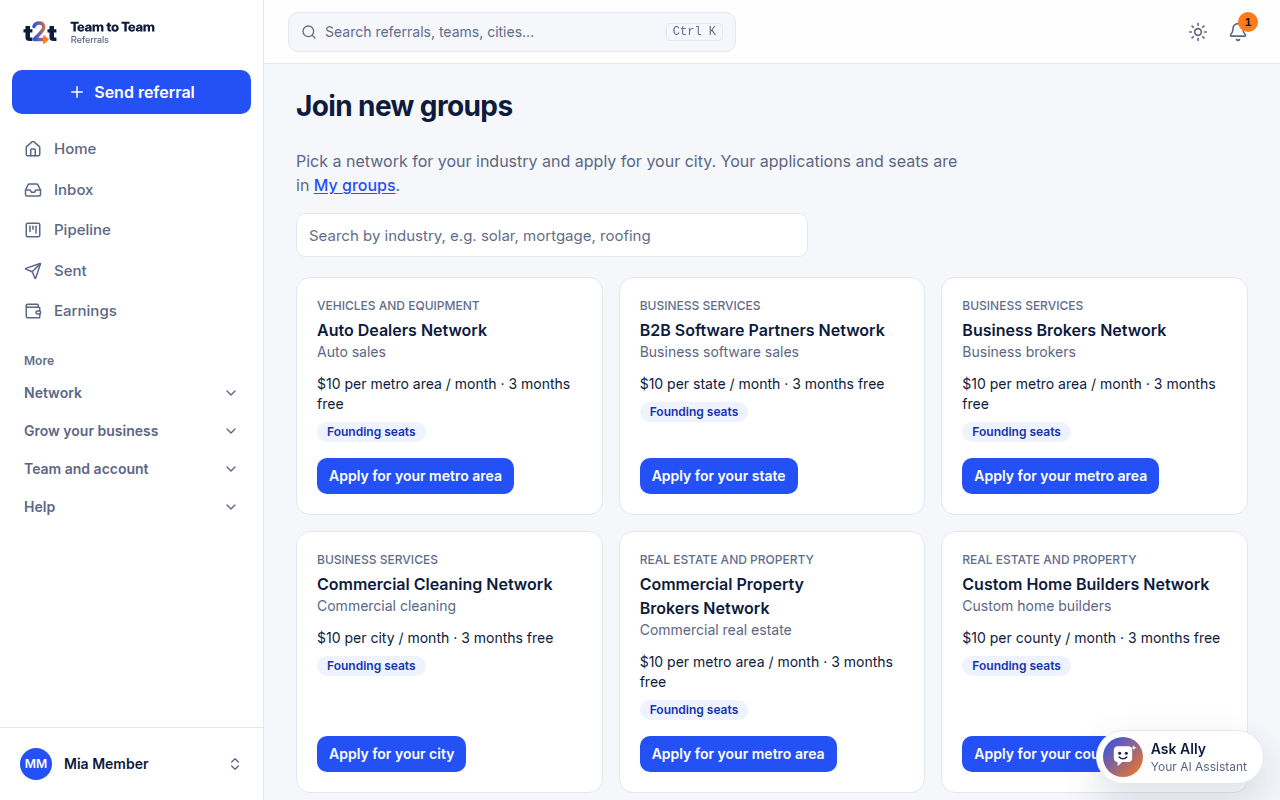 t2t Team to Team
Referrals
Send referral
Home
Inbox
Pipeline
Sent
Earnings
More
Network
Grow your business
Team and account
Help
MM Mia Member
Search referrals, teams, cities...
Ctrl K
1
Join new groups
Pick a network for your industry and apply for your city. Your applications and seats are
in My groups.
Search by industry, e.g. solar, mortgage, roofing
VEHICLES AND EQUIPMENT
Auto Dealers Network
Auto sales
$10 per metro area / month · 3 months
free
Founding seats
Apply for your metro area
BUSINESS SERVICES
B2B Software Partners Network
Business software sales
$10 per state / month · 3 months free
Founding seats
Apply for your state
BUSINESS SERVICES
Business Brokers Network
Business brokers
$10 per metro area / month · 3 months
free
Founding seats
Apply for your metro area
BUSINESS SERVICES
Commercial Cleaning Network
Commercial cleaning
$10 per city / month · 3 months free
Founding seats
Apply for your city
REAL ESTATE AND PROPERTY
Commercial Property
Brokers Network
Commercial real estate
$10 per metro area / month · 3 months
free
Founding seats
Apply for your metro area
REAL ESTATE AND PROPERTY
Custom Home Builders Network
Custom home builders
$10 per county / month · 3 months free
Founding seats
Apply for your cou
Ask Ally
Your AI Assistant